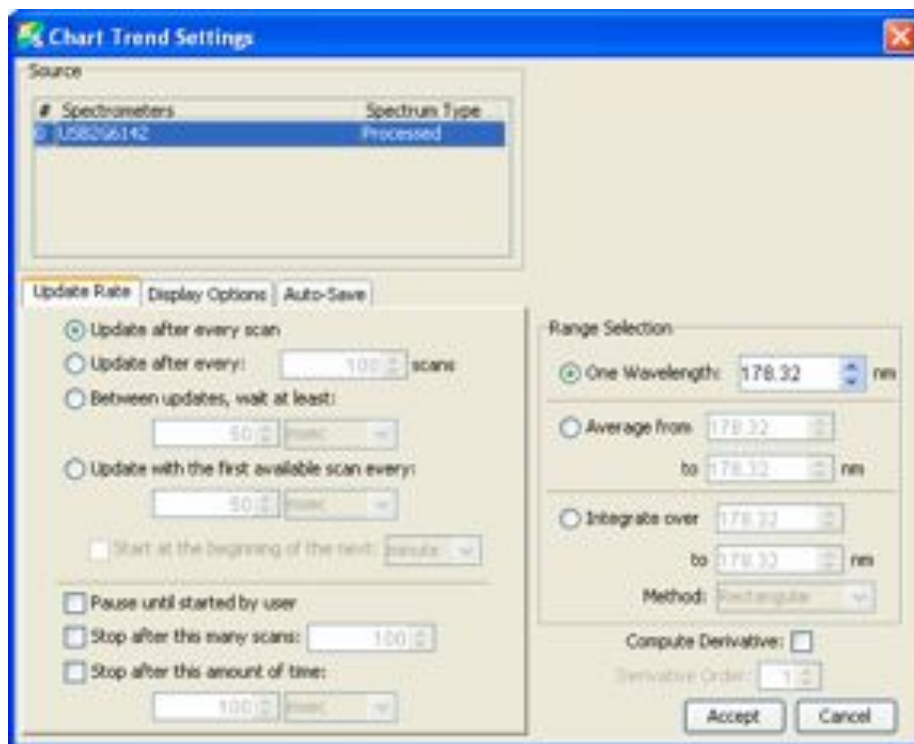 Chart Trend Settings
Source
# Spectrometers Spectrum Type
0 USB2G6142 Processed
Update Rate Display Options Auto-Save
Update after every scan
Update after every: 100 scans
Between updates, wait at least:
50 msec
Update with the first available scan every:
50 msec
Start at the beginning of the next: minute
Pause until started by user
Stop after this many scans: 100
Stop after this amount of time:
100 msec
Range Selection
One Wavelength: 178.32 nm
Average from 178.32
to 178.32 nm
Integrate over 178.32
to 178.32 nm
Method: Rectangular
Compute Derivative:
Derivative Order: 1
Accept Cancel